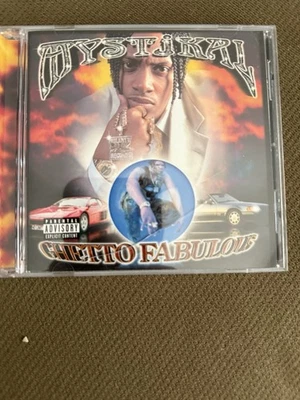 MYSTIKAL
PARENTAL
ADVISORY
EXPLICIT CONTENT
GHETTO FABULOUS